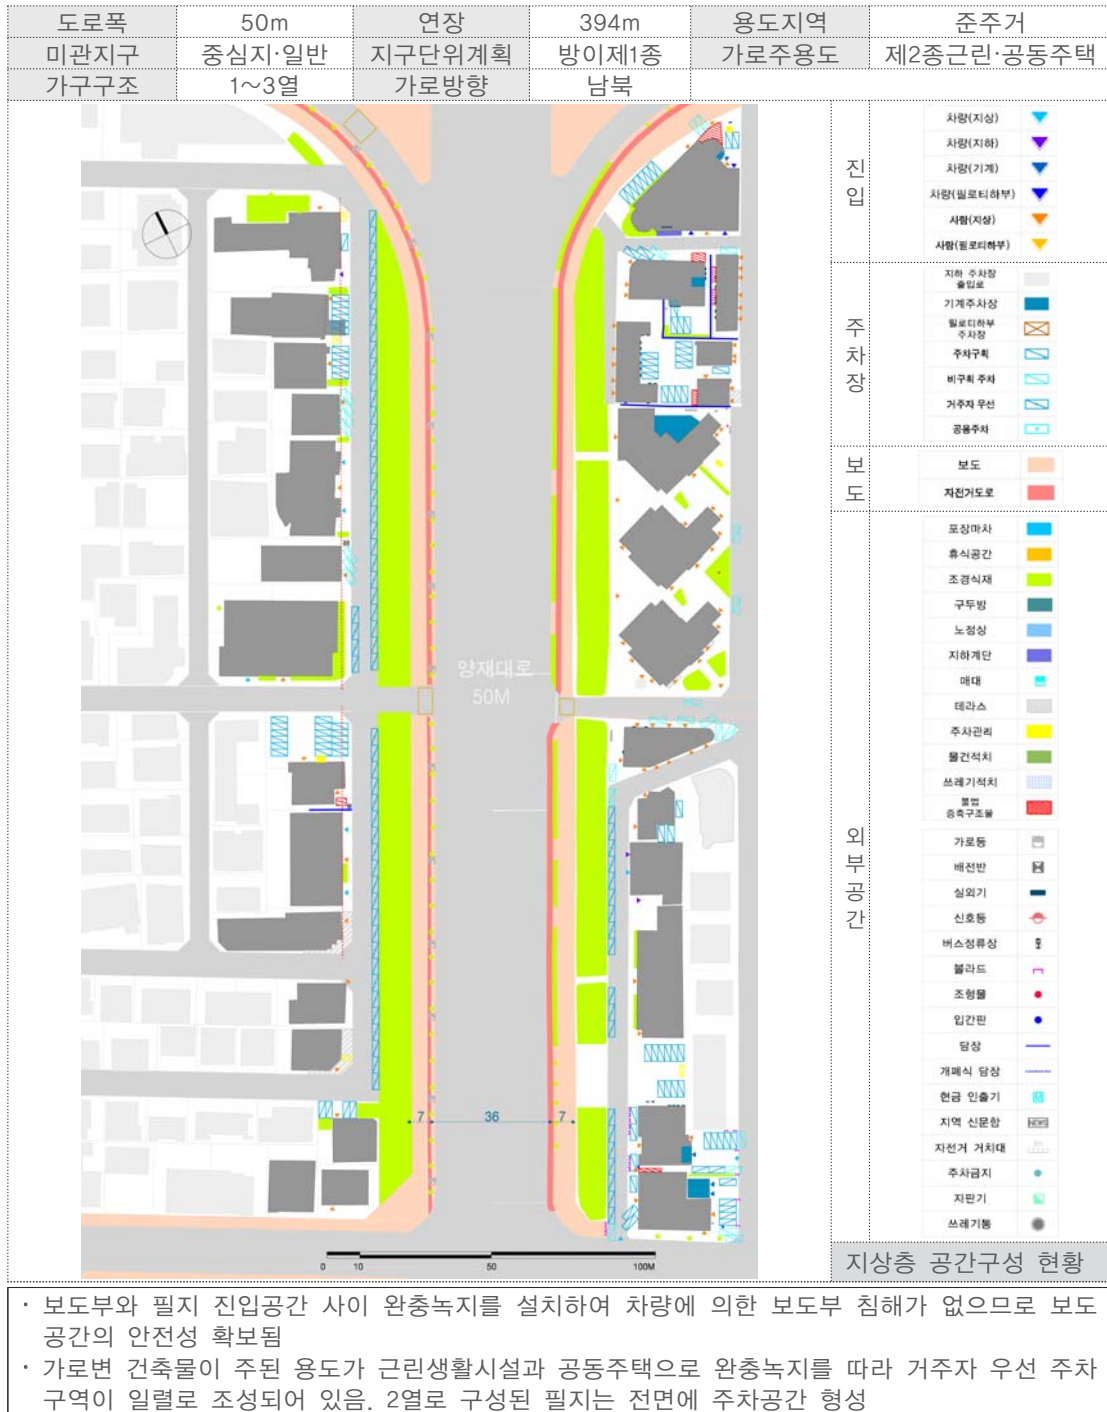 도로폭 50m 연장 394m 용도지역 준주거
미관지구 중심지·일반 지구단위계획 방이제1종 가로주용도 제2종근린·공동주택
가구구조 1~3열 가로방향 남북
양재대로
50M
7 36 7
0 10 50 100M
진입
차량(지상)
차량(지하)
차량(기계)
차량(필로티하부)
사람(지상)
사람(필로티하부)
주차장
지하 주차장
출입로
기계주차장
필로티하부
주차장
주차구획
비구획 주차
거주자 우선
공용주차
보도
보도
자전거도로
외부공간
포장마차
휴식공간
조경식재
구두방
노점상
지하계단
매대
테라스
주차관리
물건적치
쓰레기적치
불법
증축구조물
가로등
배전반
실외기
신호등
버스정류장
볼라드
조형물
입간판
담장
개폐식 담장
현금 인출기
지역 신문함
NEWS
자전거 거치대
주차금지
자판기
쓰레기통
지상층 공간구성 현황
· 보도부와 필지 진입공간 사이 완충녹지를 설치하여 차량에 의한 보도부 침해가 없으므로 보도
공간의 안전성 확보됨
· 가로변 건축물이 주된 용도가 근린생활시설과 공동주택으로 완충녹지를 따라 거주자 우선 주차
구역이 일렬로 조성되어 있음. 2열로 구성된 필지는 전면에 주차공간 형성